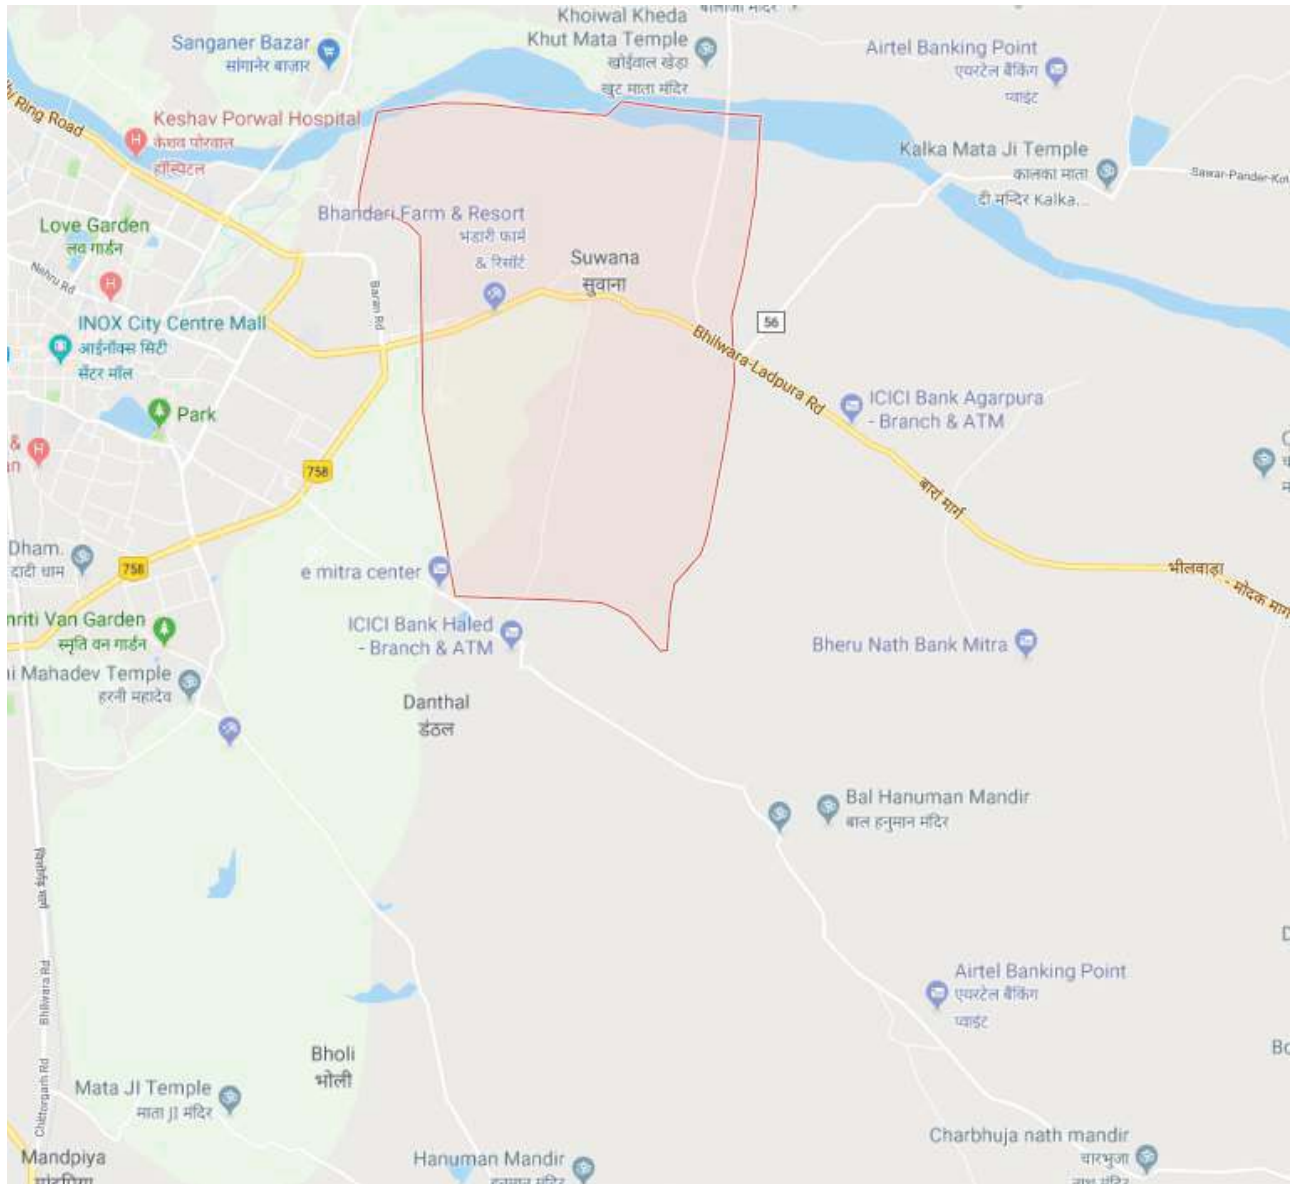 बालाजी मंदिर
Khoiwal Kheda
Khut Mata Temple
खोईवाल खेड़ा
खुट माता मंदिर
Sanganer Bazar
सांगानेर बाज़ार
Airtel Banking Point
एयरटेल बैंकिंग
प्वाइंट
Ring Road
Keshav Porwal Hospital
केशव पोरवाल
हॉस्पिटल
Kalka Mata Ji Temple
कालका माता
दी मन्दिर Kalka...
Sawar-Pander-Kot
Love Garden
लव गार्डन
Bhandari Farm & Resort
भंडारी फार्म
& रिसॉर्ट
Suwana
सुवाना
Nehru Rd
Baran Rd
INOX City Centre Mall
आईनॉक्स सिटी
सेंटर मॉल
56
Bhilwara-Ladpura Rd
ICICI Bank Agarpura
- Branch & ATM
Park
&
758
बारां मार्ग
Dham.
दादी धाम
758
e mitra center
भीलवाड़ा
- मोदक मार्ग
mriti Van Garden
स्मृति वन गार्डन
ICICI Bank Haled
- Branch & ATM
Bheru Nath Bank Mitra
ni Mahadev Temple
हरनी महादेव
Danthal
डंठल
Bal Hanuman Mandir
बाल हनुमान मंदिर
Airtel Banking Point
एयरटेल बैंकिंग
प्वाइंट
Bhilwara Rd
Chittorgarh Rd
Bholi
भोली
Mata JI Temple
माता JI मंदिर
Charbhuja nath mandir
चारभुजा
नाथ मंदिर
Mandpiya
मांडपिया
Hanuman Mandir
हनुमान मंदिर